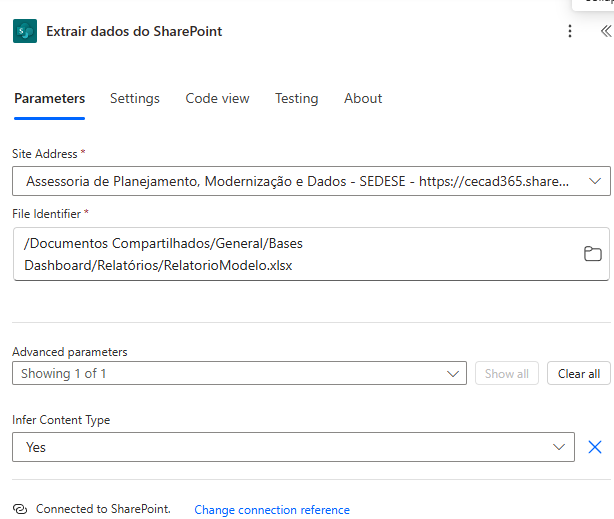 Extrair dados do SharePoint
Parameters
Settings
Code view
Testing
About
Site Address *
Assessoria de Planejamento, Modernização e Dados - SEDESE - https://cecad365.share...
File Identifier *
/Documentos Compartilhados/General/Bases
Dashboard/Relatórios/RelatorioModelo.xlsx
Advanced parameters
Showing 1 of 1
Show all
Clear all
Infer Content Type
Yes
Connected to SharePoint.
Change connection reference